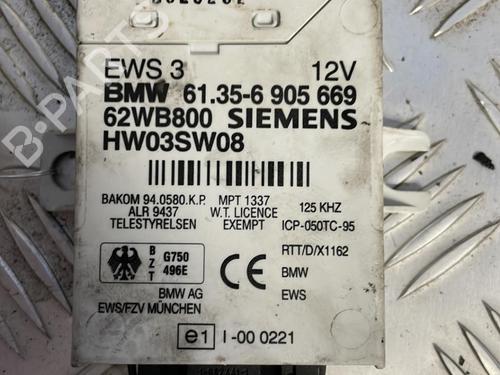 EWS 3 12V
BMW 61.35-6 905 669
62WB800 SIEMENS
HW03SW08
BAKOM 94.0580.K.P. MPT 1337 125 KHZ
ALR 9437 W.T. LICENCE
TELESTYRELSEN EXEMPT ICP-050TC-95
B Z T G750 496E CE RTT/D/X1162
BMW
BMW AG EWS
EWS/FZV MÜNCHEN
e1 I-00 0221